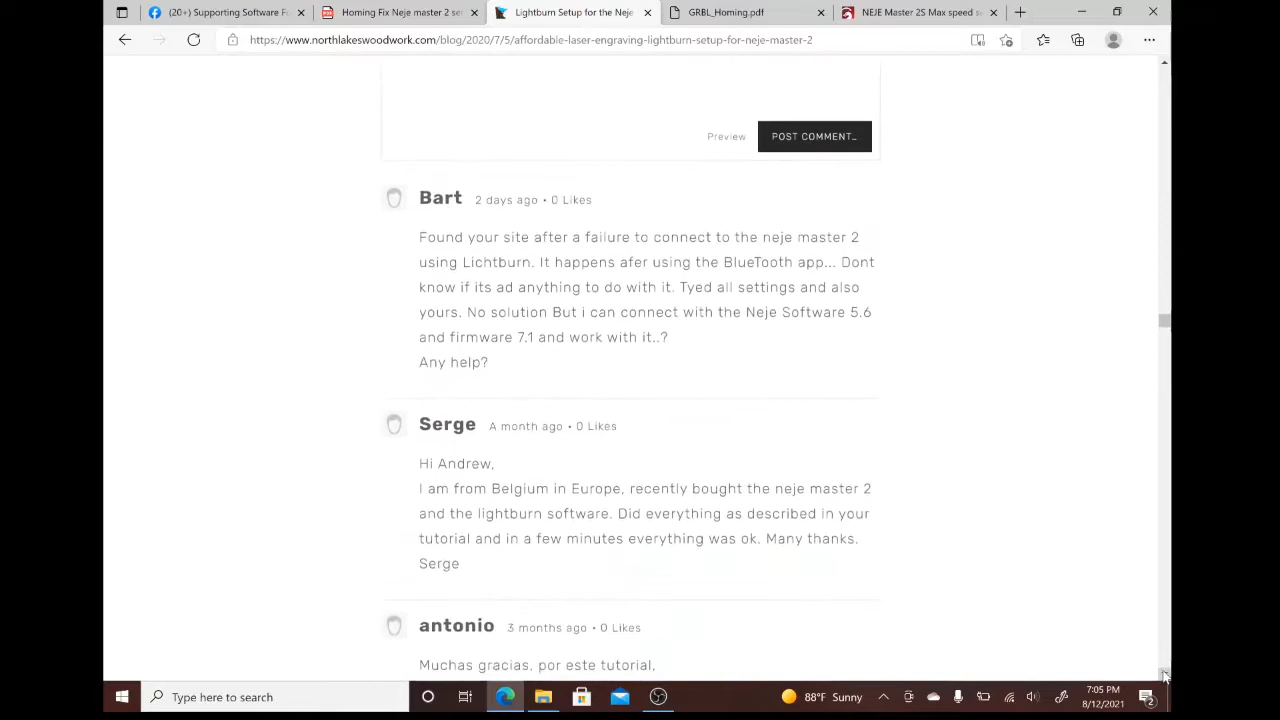 (20+) Supporting Software Fo
Homing Fix Neje master 2 set
Lightburn Setup for the Neje
GRBL_Homing.pdf
NEJE Master 2S Max speed s
https://www.northlakeswoodwork.com/blog/2020/7/5/affordable-laser-engraving-lightburn-setup-for-neje-master-2
Preview
POST COMMENT...
Bart 2 days ago • 0 Likes
Found your site after a failure to connect to the neje master 2
using Lichtburn. It happens afer using the BlueTooth app... Dont
know if its ad anything to do with it. Tyed all settings and also
yours. No solution But i can connect with the Neje Software 5.6
and firmware 7.1 and work with it..?
Any help?
Serge A month ago • 0 Likes
Hi Andrew,
I am from Belgium in Europe, recently bought the neje master 2
and the lightburn software. Did everything as described in your
tutorial and in a few minutes everything was ok. Many thanks.
Serge
antonio 3 months ago • 0 Likes
Muchas gracias, por este tutorial,
Type here to search
88°F Sunny
7:05 PM
8/12/2021
2